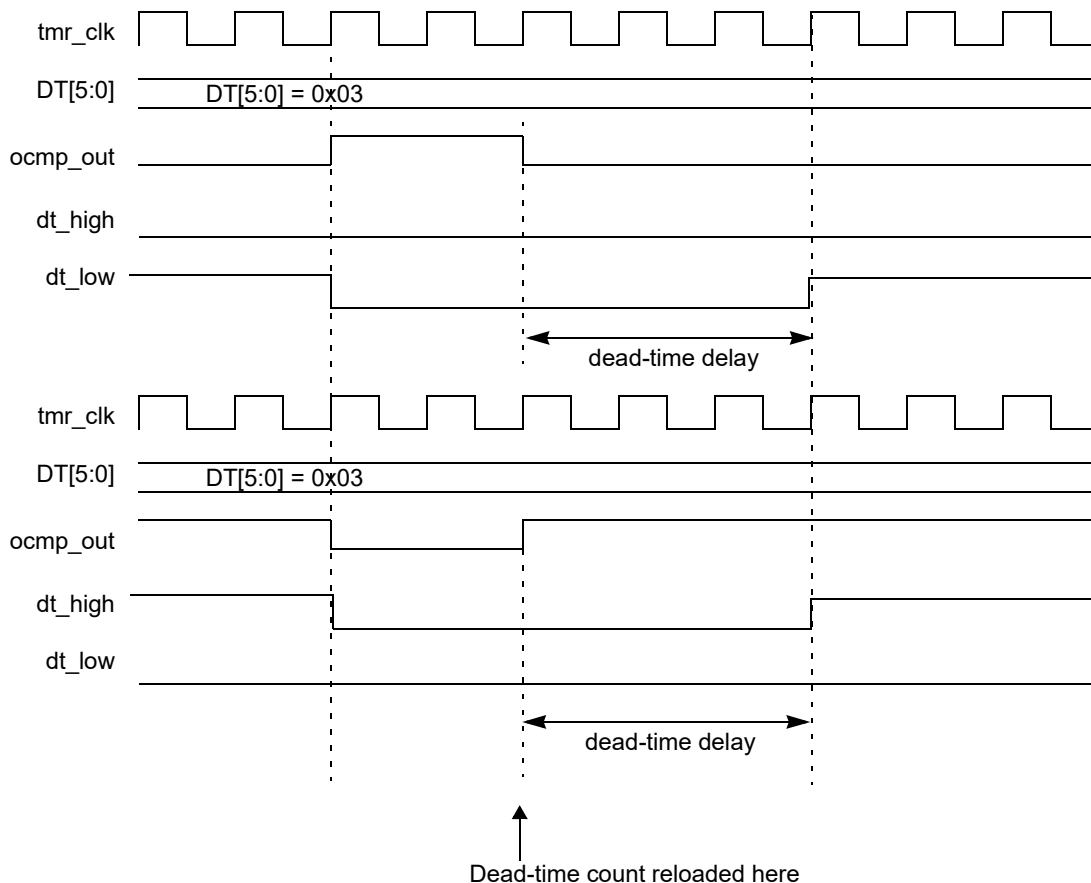 tmr_clk
DT[5:0]
DT[5:0] = 0x03
ocmp_out
dt_high
dt_low
dead-time delay
tmr_clk
DT[5:0]
DT[5:0] = 0x03
ocmp_out
dt_high
dt_low
dead-time delay
Dead-time count reloaded here